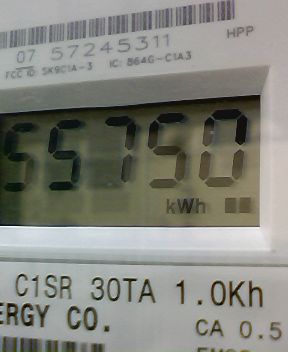 07 57245311
HPP
FCC ID: SK9C1A-3 IC: 864G-C1A3
55750
kWh
C1SR 30TA 1.0Kh
ERGY CO.
CA 0.5